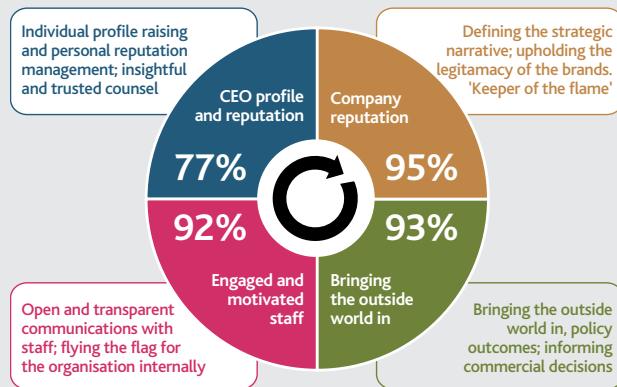 Individual profile raising
and personal reputation
management; insightful
and trusted counsel
Defining the strategic
narrative; upholding the
legitamacy of the brands.
'Keeper of the flame'
CEO profile
and reputation
77%
Company
reputation
95%
92%
Engaged and
motivated
staff
93%
Bringing
the outside
world in
Open and transparent
communications with
staff; flying the flag for
the organisation internally
Bringing the outside
world in, policy
outcomes; informing
commercial decisions